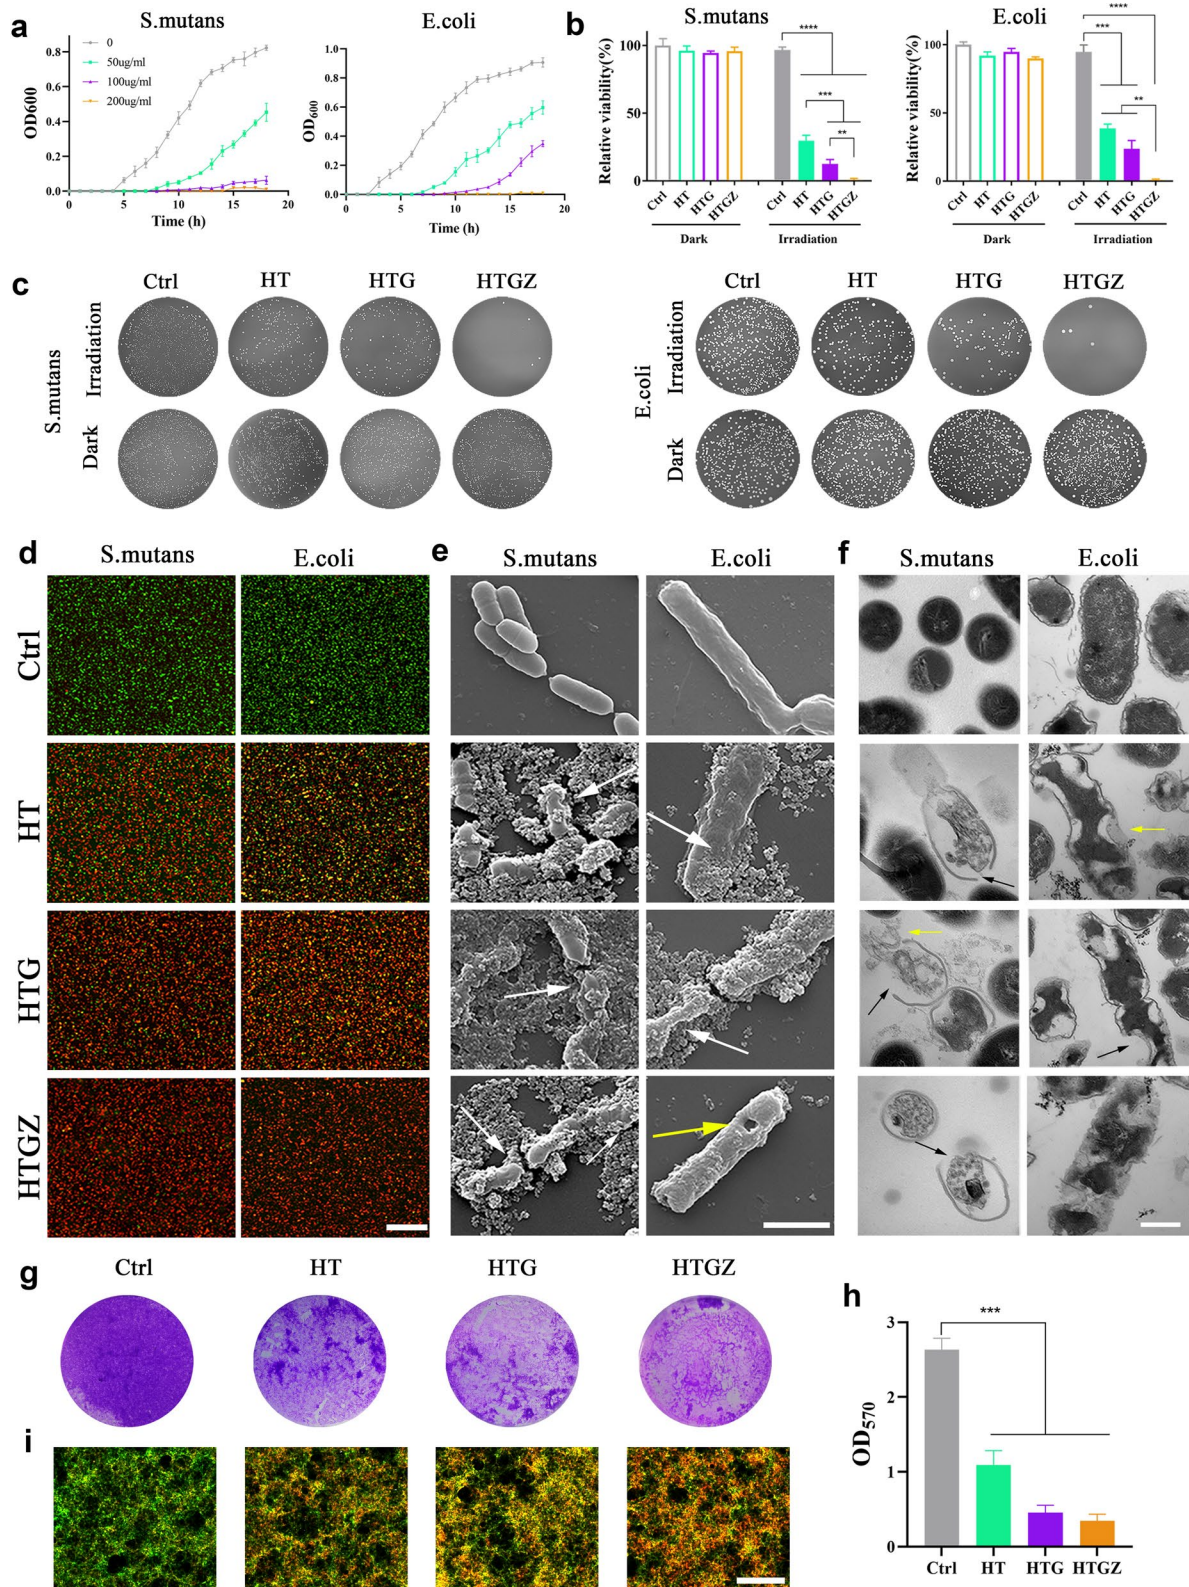 a
S.mutans
E.coli
0
50ug/ml
100ug/ml
200ug/ml
OD600
0.8
0.6
0.4
0.2
0.0
0
5
10
15
20
Time (h)
OD600
1.0
0.8
0.6
0.4
0.2
0.0
0
5
10
15
20
Time (h)
b
S.mutans
E.coli
Relative viability(%)
100
50
0
****
***
**
Ctrl
HT
HTG
HTGZ
Ctrl
HT
HTG
HTGZ
Dark
Irradiation
Relative viability(%)
100
50
0
****
***
**
Ctrl
HT
HTG
HTGZ
Ctrl
HT
HTG
HTGZ
Dark
Irradiation
c
Ctrl
HT
HTG
HTGZ
S.mutans
Irradiation
Dark
Ctrl
HT
HTG
HTGZ
E.coli
Irradiation
Dark
d
S.mutans
E.coli
Ctrl
HT
HTG
HTGZ
e
S.mutans
E.coli
f
S.mutans
E.coli
g
Ctrl
HT
HTG
HTGZ
h
***
OD570
3
2
1
0
Ctrl
HT
HTG
HTGZ
i